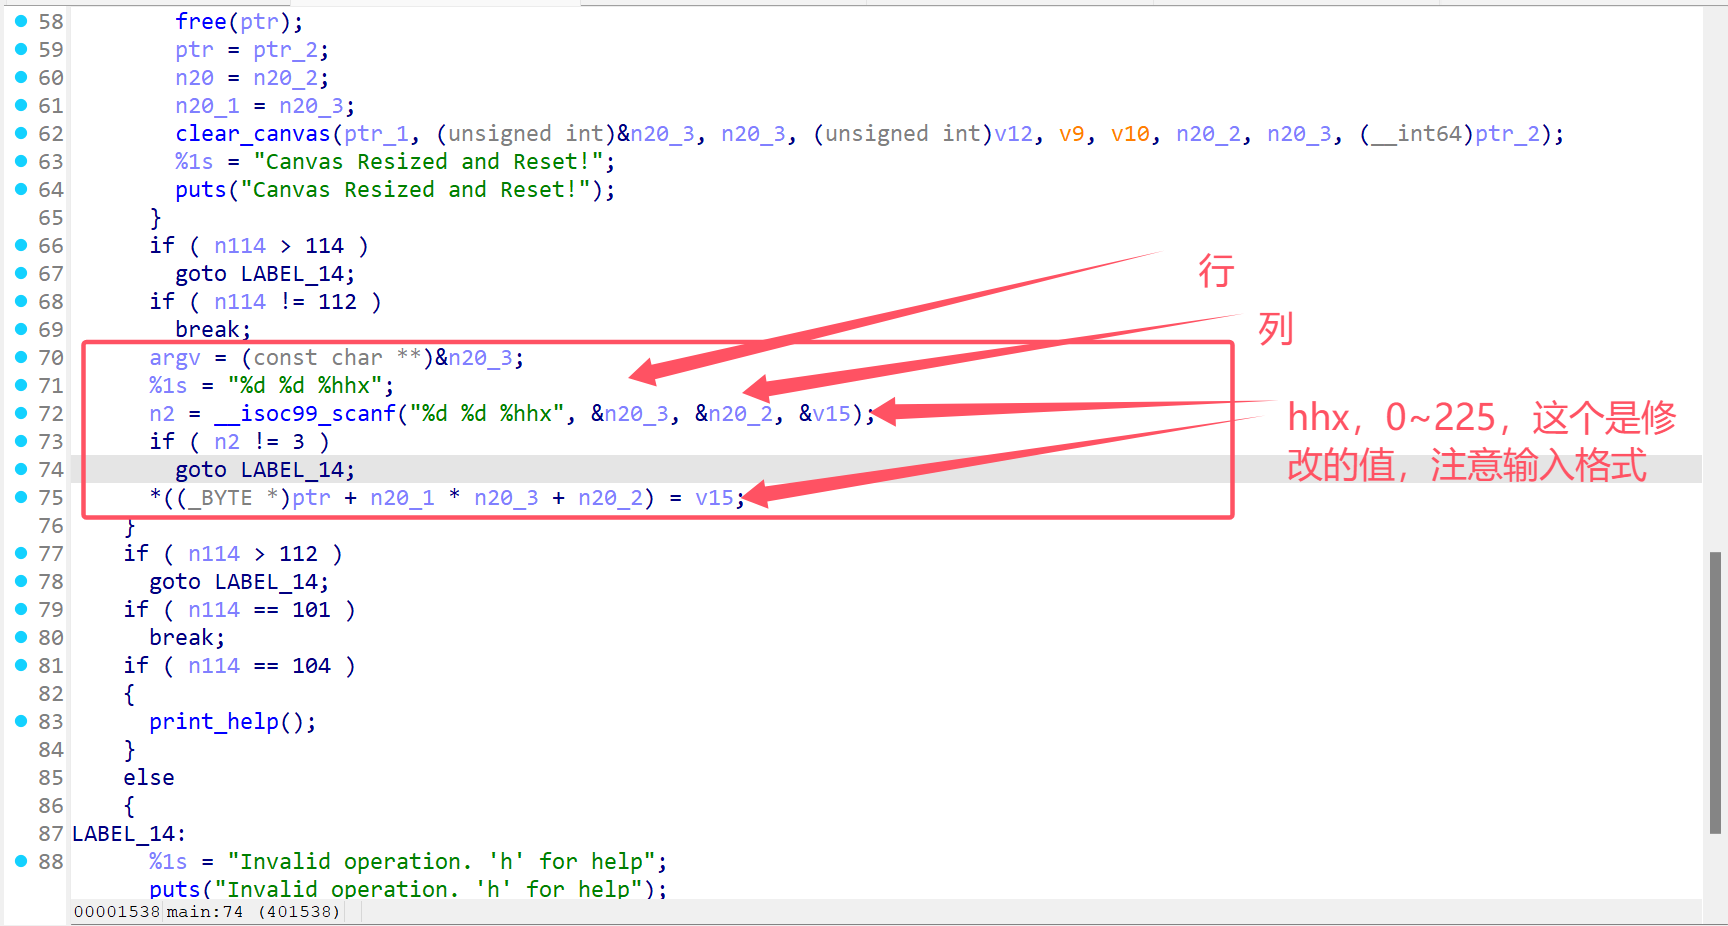 58 free(ptr);
59 ptr = ptr_2;
60 n20 = n20_2;
61 n20_1 = n20_3;
62 clear_canvas(ptr_1, (unsigned int)&n20_3, n20_3, (unsigned int)v12, v9, v10, n20_2, n20_3, (__int64)ptr_2);
63 %1s = "Canvas Resized and Reset!";
64 puts("Canvas Resized and Reset!");
65 }
66 if ( n114 > 114 )
67 goto LABEL_14;
行
68 if ( n114 != 112 )
69 break;
列
70 argv = (const char **)&n20_3;
71 %1s = "%d %d %hhx";
72 n2 = __isoc99_scanf("%d %d %hhx", &n20_3, &n20_2, &v15);
hhx，0~225，这个是修
改的值，注意输入格式
73 if ( n2 != 3 )
74 goto LABEL_14;
75 *((_BYTE *)ptr + n20_1 * n20_3 + n20_2) = v15;
76 }
77 if ( n114 > 112 )
78 goto LABEL_14;
79 if ( n114 == 101 )
80 break;
81 if ( n114 == 104 )
82 {
83 print_help();
84 }
85 else
86 {
87 LABEL_14:
88 %1s = "Invalid operation. 'h' for help";
puts("Invalid operation. 'h' for help");
00001538 main:74 (401538)